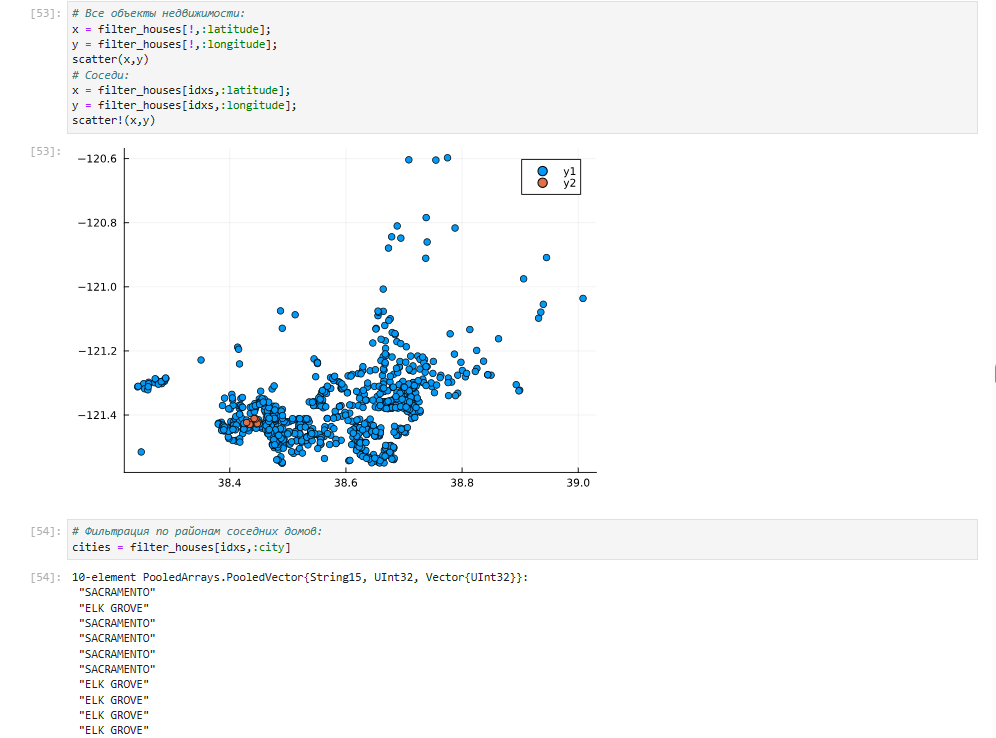 [53]: # Все объекты недвижимости:
x = filter_houses[!,:latitude];
y = filter_houses[!,:longitude];
scatter(x,y)
# Соседи:
x = filter_houses[idxs,:latitude];
y = filter_houses[idxs,:longitude];
scatter!(x,y)
[53]:
−120.6
−120.8
−121.0
−121.2
−121.4
38.4 38.6 38.8 39.0
y1
y2
[54]: # Фильтрация по районам соседних домов:
cities = filter_houses[idxs,:city]
[54]: 10-element PooledArrays.PooledVector{String15, UInt32, Vector{UInt32}}:
"SACRAMENTO"
"ELK GROVE"
"SACRAMENTO"
"SACRAMENTO"
"SACRAMENTO"
"SACRAMENTO"
"ELK GROVE"
"ELK GROVE"
"ELK GROVE"
"ELK GROVE"